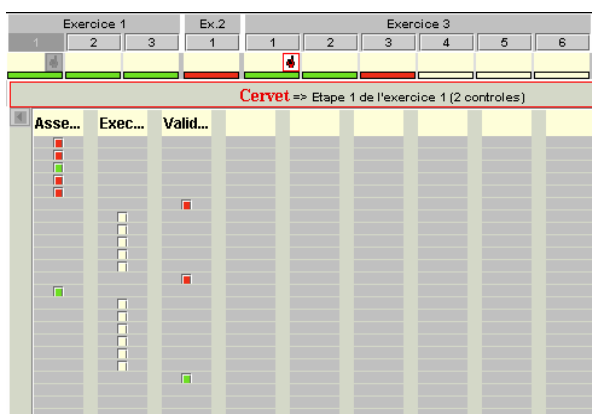 Exercice 1 Ex.2 Exercice 3
1 2 3 1 1 2 3 4 5 6
Cervet => Etape 1 de l'exercice 1 (2 controles)
Asse... Exec... Valid...